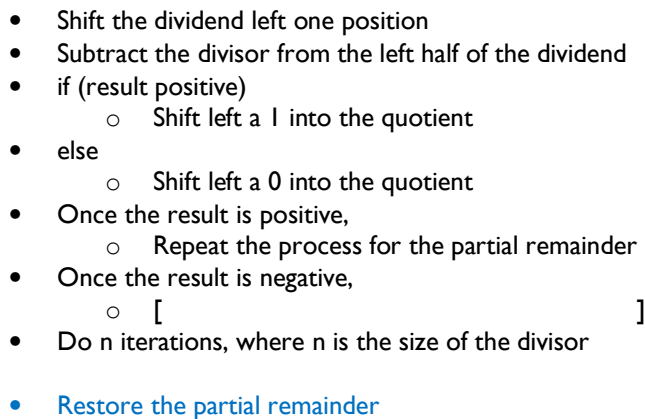 • Shift the dividend left one position
• Subtract the divisor from the left half of the dividend
• if (result positive)
o Shift left a 1 into the quotient
• else
o Shift left a 0 into the quotient
• Once the result is positive,
o Repeat the process for the partial remainder
• Once the result is negative,
o [ ]
• Do n iterations, where n is the size of the divisor
• Restore the partial remainder